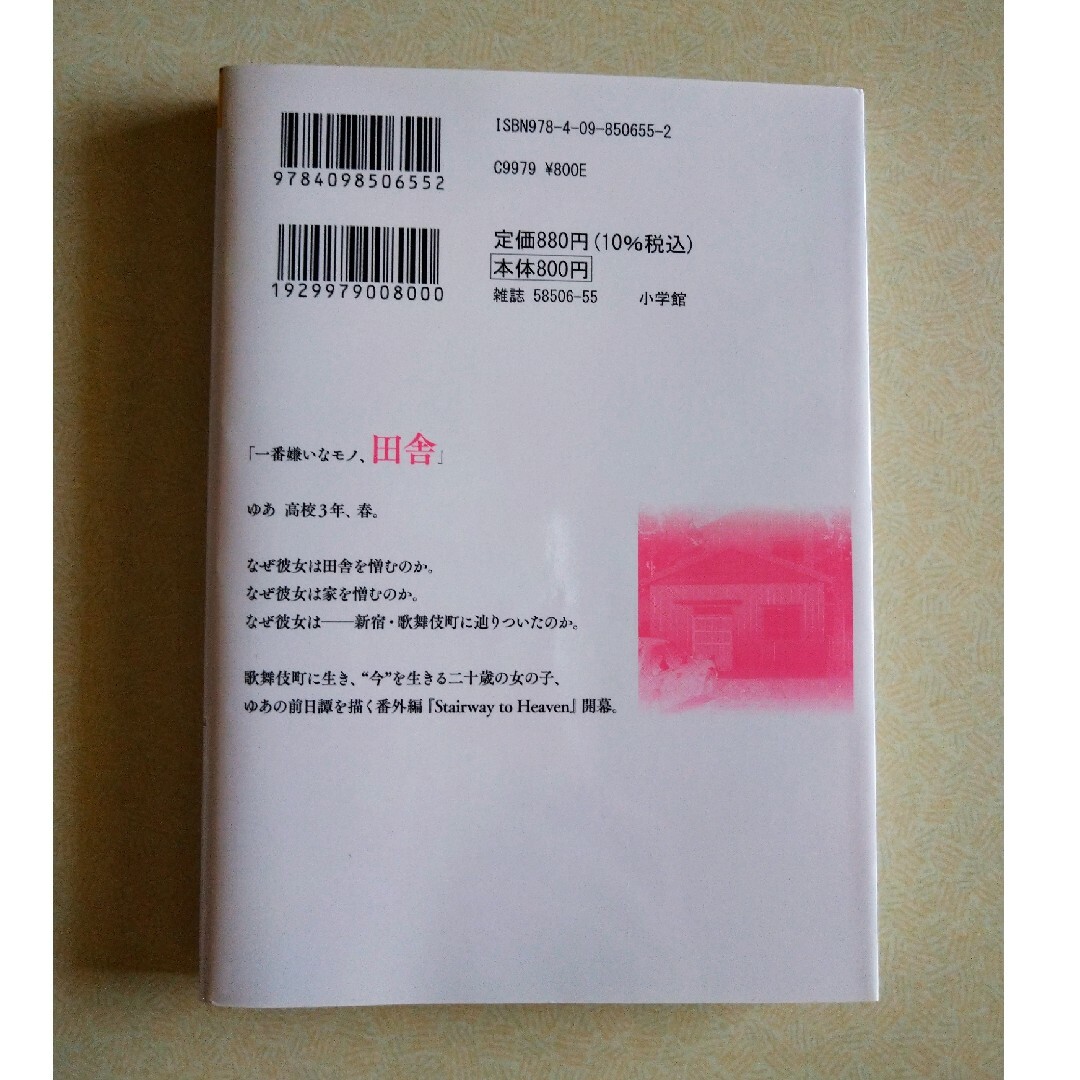 ISBN978-4-09-850655-2
9784098506552
C9979 ¥800E
1929979008000
定価880円(10%税込)
本体800円
雑誌 58506-55 小学館
「一番嫌いなモノ、田舎」
ゆあ 高校3年、春。
なぜ彼女は田舎を憎むのか。
なぜ彼女は家を憎むのか。
なぜ彼女は――新宿・歌舞伎町に辿りついたのか。
歌舞伎町に生き、“今”を生きる二十歳の女の子、
ゆあの前日譚を描く番外編『Stairway to Heaven』開幕。